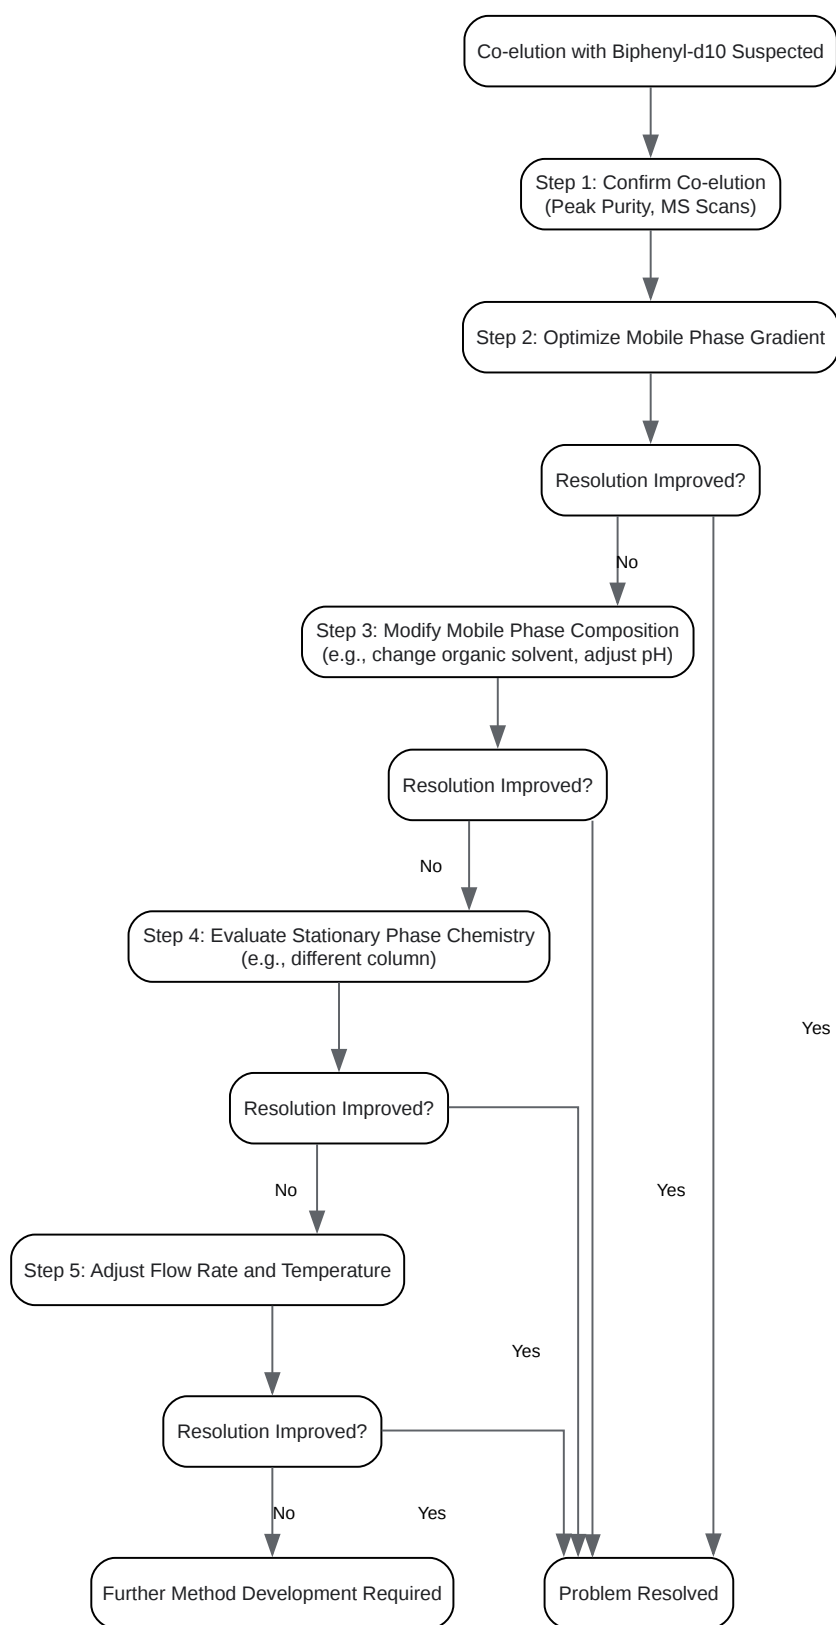 Co-elution with Biphenyl-d10 Suspected
Step 1: Confirm Co-elution
(Peak Purity, MS Scans)
Step 2: Optimize Mobile Phase Gradient
Resolution Improved?
No
Step 3: Modify Mobile Phase Composition
(e.g., change organic solvent, adjust pH)
Resolution Improved?
No
Step 4: Evaluate Stationary Phase Chemistry
(e.g., different column)
Yes
Resolution Improved?
No
Yes
Step 5: Adjust Flow Rate and Temperature
Yes
Resolution Improved?
No
Yes
Further Method Development Required
Problem Resolved